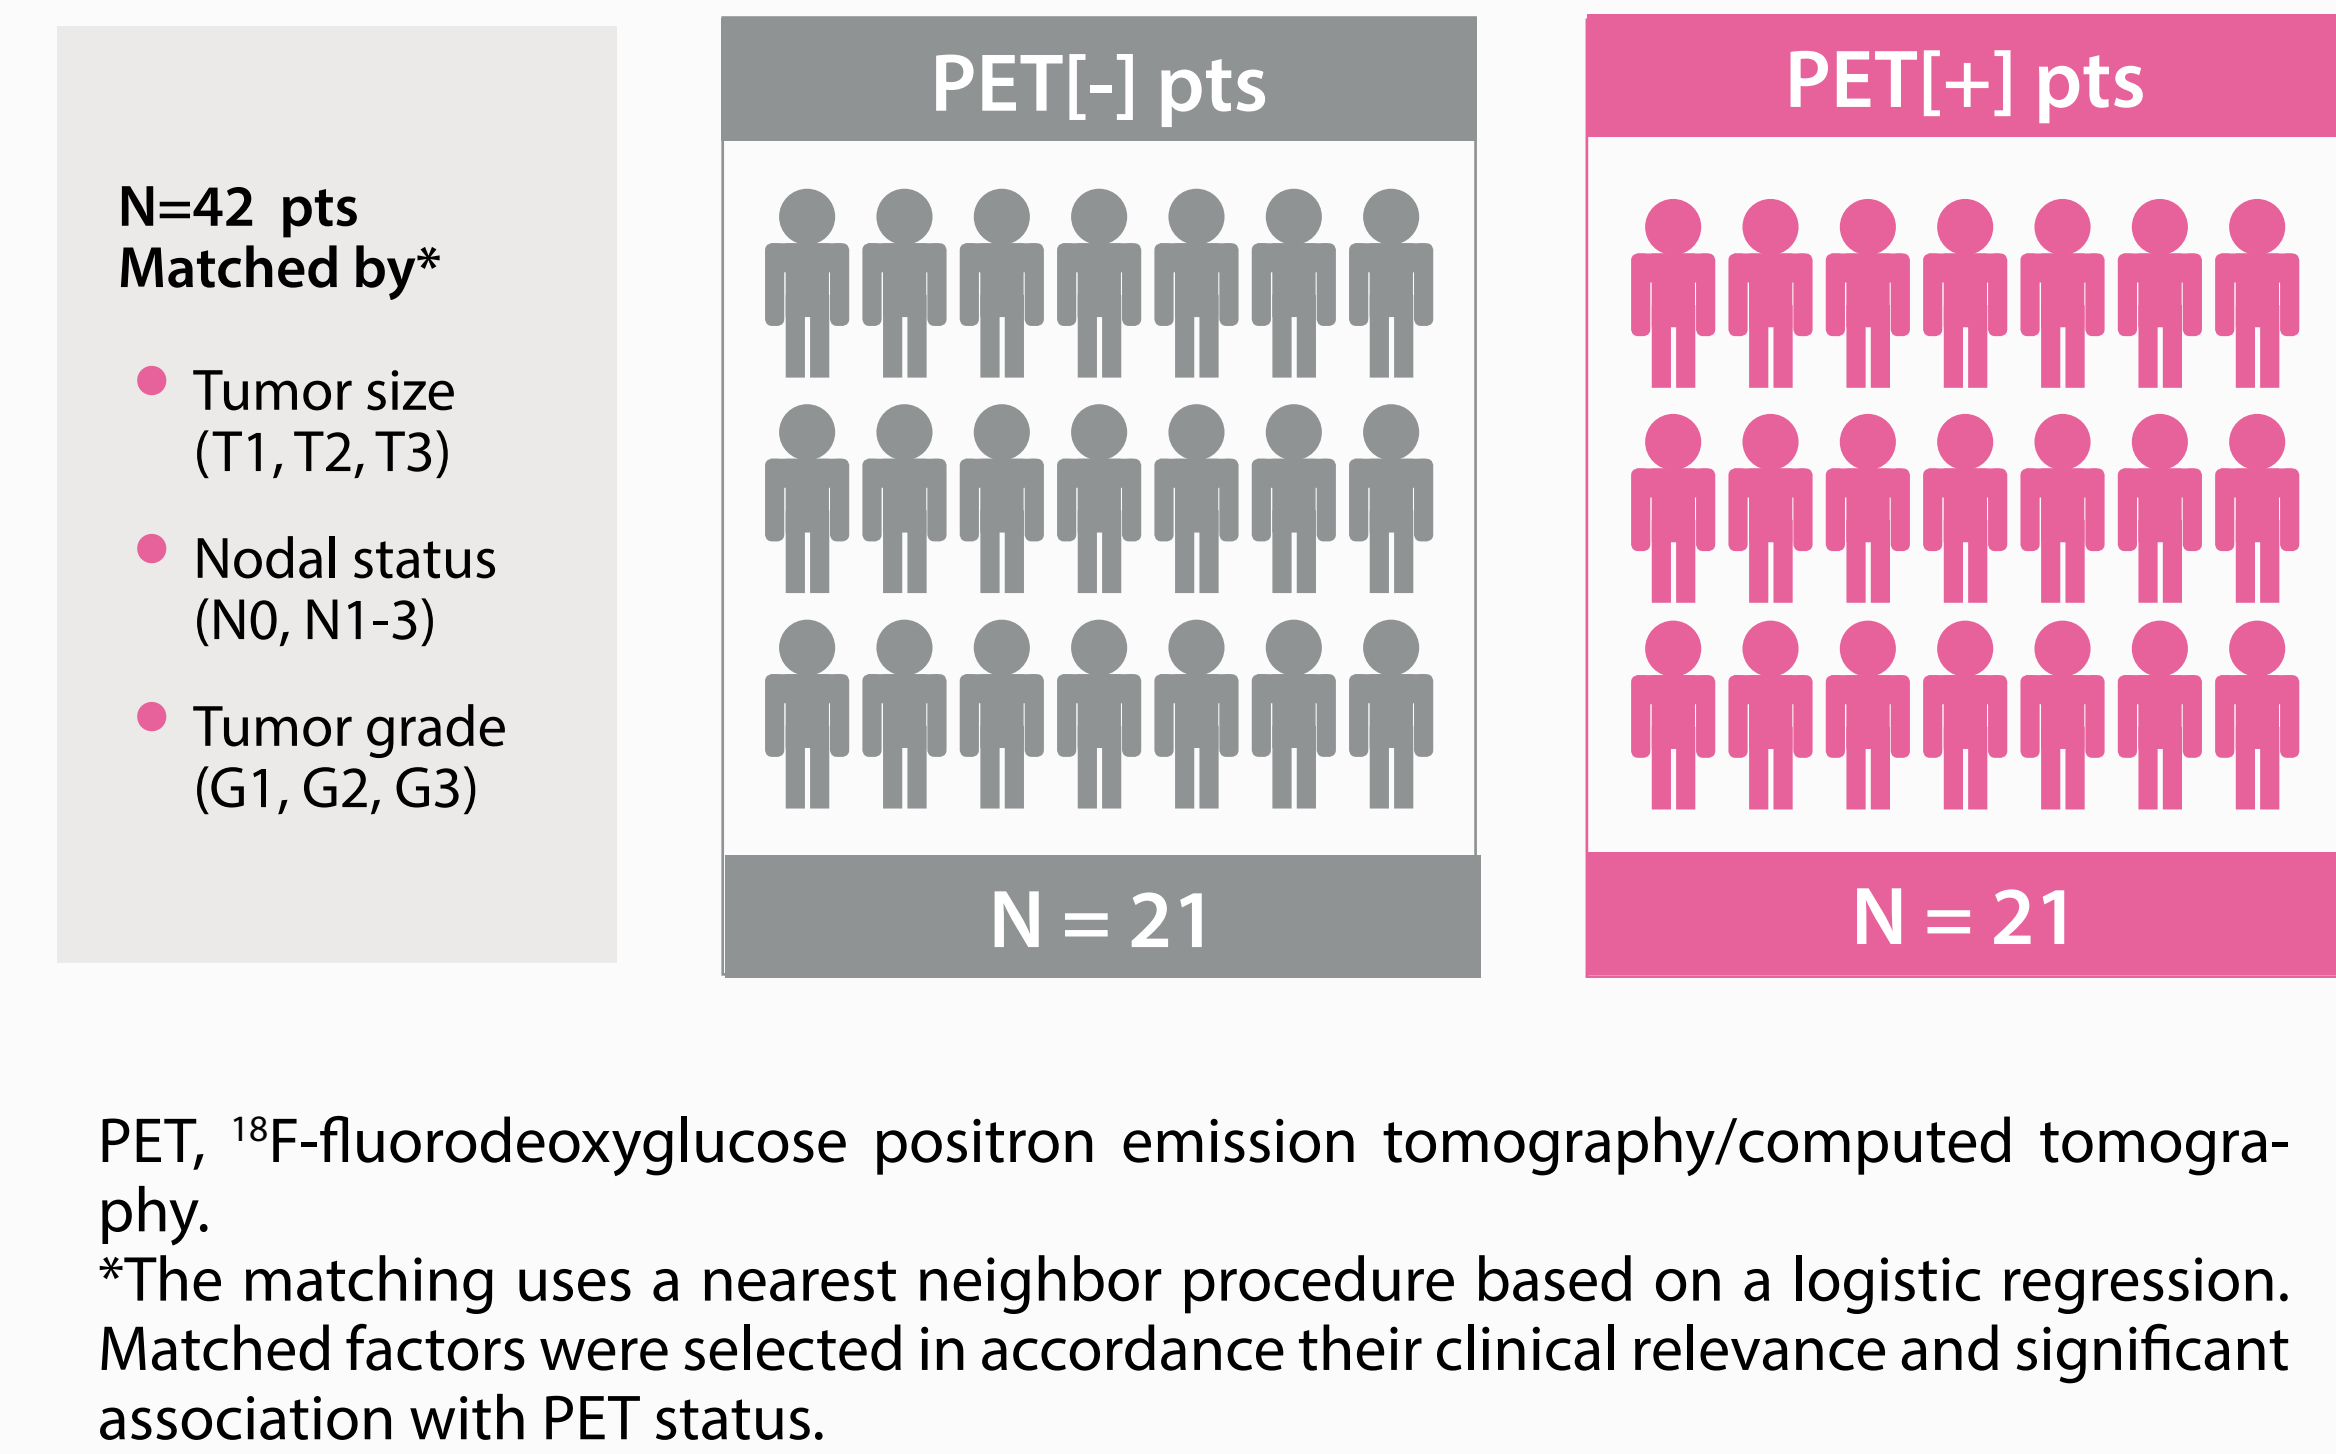 N=42 pts
Matched by*
Tumor size
(T1, T2, T3)
Nodal status
(N0, N1-3)
Tumor grade
(G1, G2, G3)
PET[-] pts
N = 21
PET[+] pts
N = 21
PET, ¹⁸F-fluorodeoxyglucose positron emission tomography/computed tomogra-
phy.
*The matching uses a nearest neighbor procedure based on a logistic regression.
Matched factors were selected in accordance their clinical relevance and significant
association with PET status.